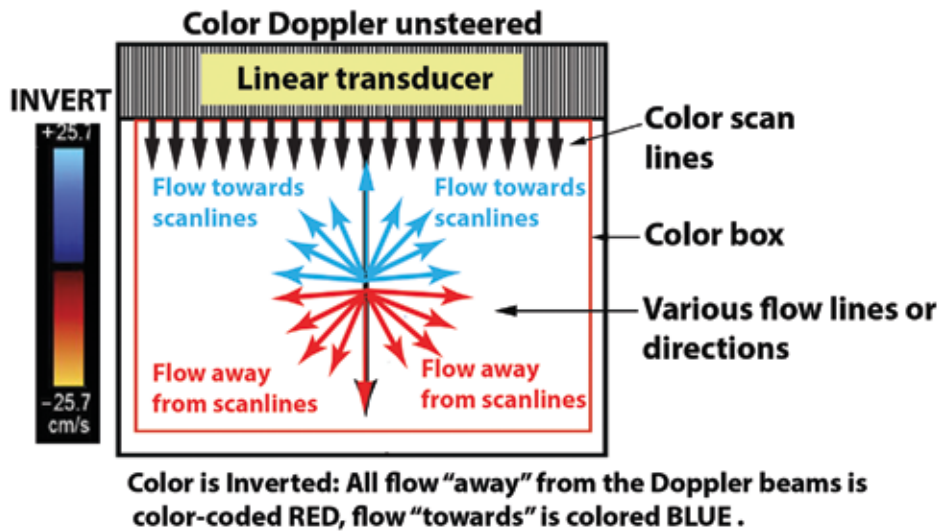 Color Doppler unsteered
Linear transducer
INVERT
+25.7
Color scan
lines
Flow towards
scanlines
Flow towards
scanlines
Color box
Various flow lines or
directions
Flow away
from scanlines
Flow away
from scanlines
−25.7
cm/s
Color is Inverted: All flow “away” from the Doppler beams is
color-coded RED, flow “towards” is colored BLUE .